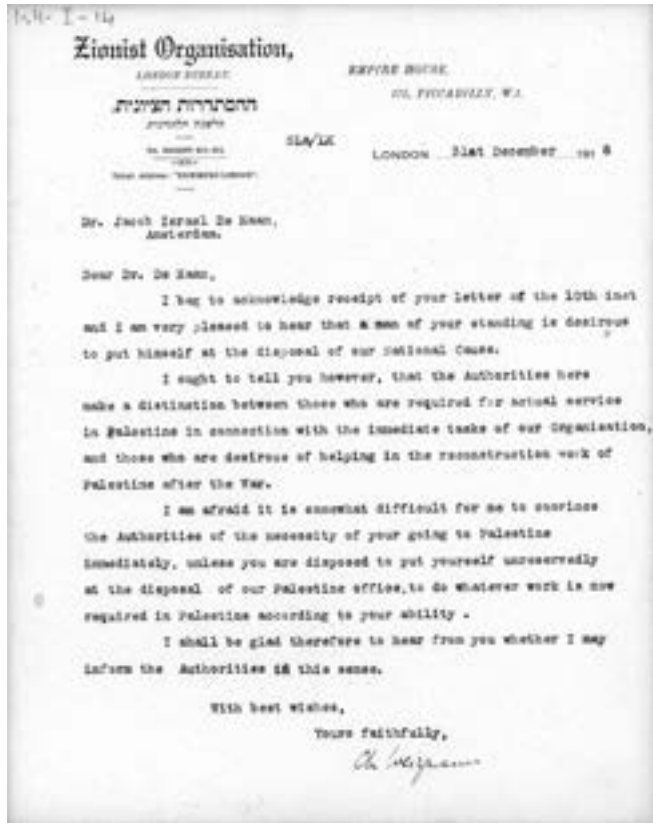 Zionist Organisation,
LONDON BUREAU.
ההסתדרות הציונית
EMPIRE HOUSE,
175, PICCADILLY, W.1.
LONDON 31st December 1918
Dr. Jacob Israel De Haan,
Amsterdam.
Dear Dr. De Haan,
I beg to acknowledge receipt of your letter of the 10th inst
and I am very pleased to hear that a man of your standing is desirous
to put himself at the disposal of our National Cause.
I ought to tell you however, that the Authorities here
make a distinction between those who are required for actual service
in Palestine in connection with the immediate tasks of our Organisation,
and those who are desirous of helping in the reconstruction work of
Palestine after the War.
I am afraid it is somewhat difficult for me to convince
the Authorities of the necessity of your going to Palestine
immediately, unless you are disposed to put yourself unreservedly
at the disposal of our Palestine office, to do whatever work is now
required in Palestine according to your ability .
I shall be glad therefore to hear from you whether I may
inform the Authorities in this sense.
With best wishes,
Yours faithfully,
Ch Weizmann